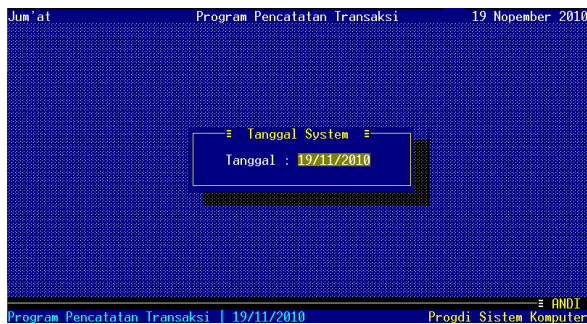 Jum'at Program Pencatatan Transaksi 19 Nopember 2010
≡ Tanggal System ≡
Tanggal : 19/11/2010
≡ ANDI
Program Pencatatan Transaksi | 19/11/2010 Progdi Sistem Komputer